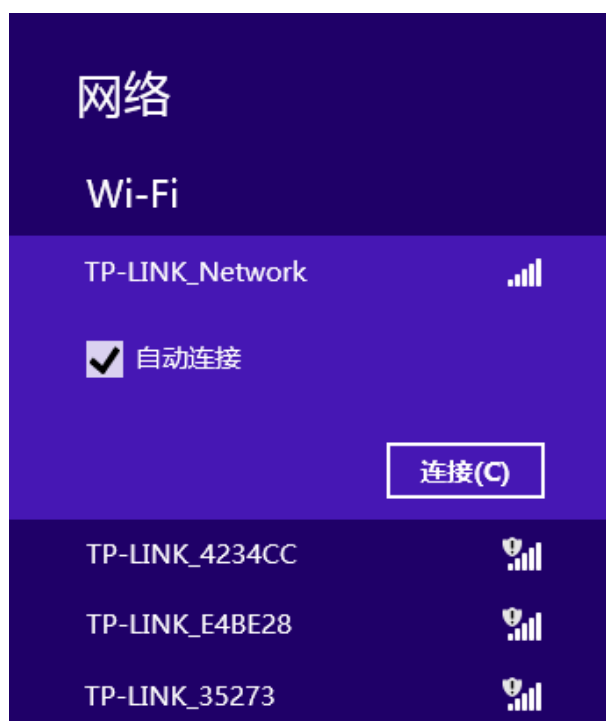 网络
Wi-Fi
TP-LINK_Network
自动连接
连接(C)
TP-LINK_4234CC
TP-LINK_E4BE28
TP-LINK_35273